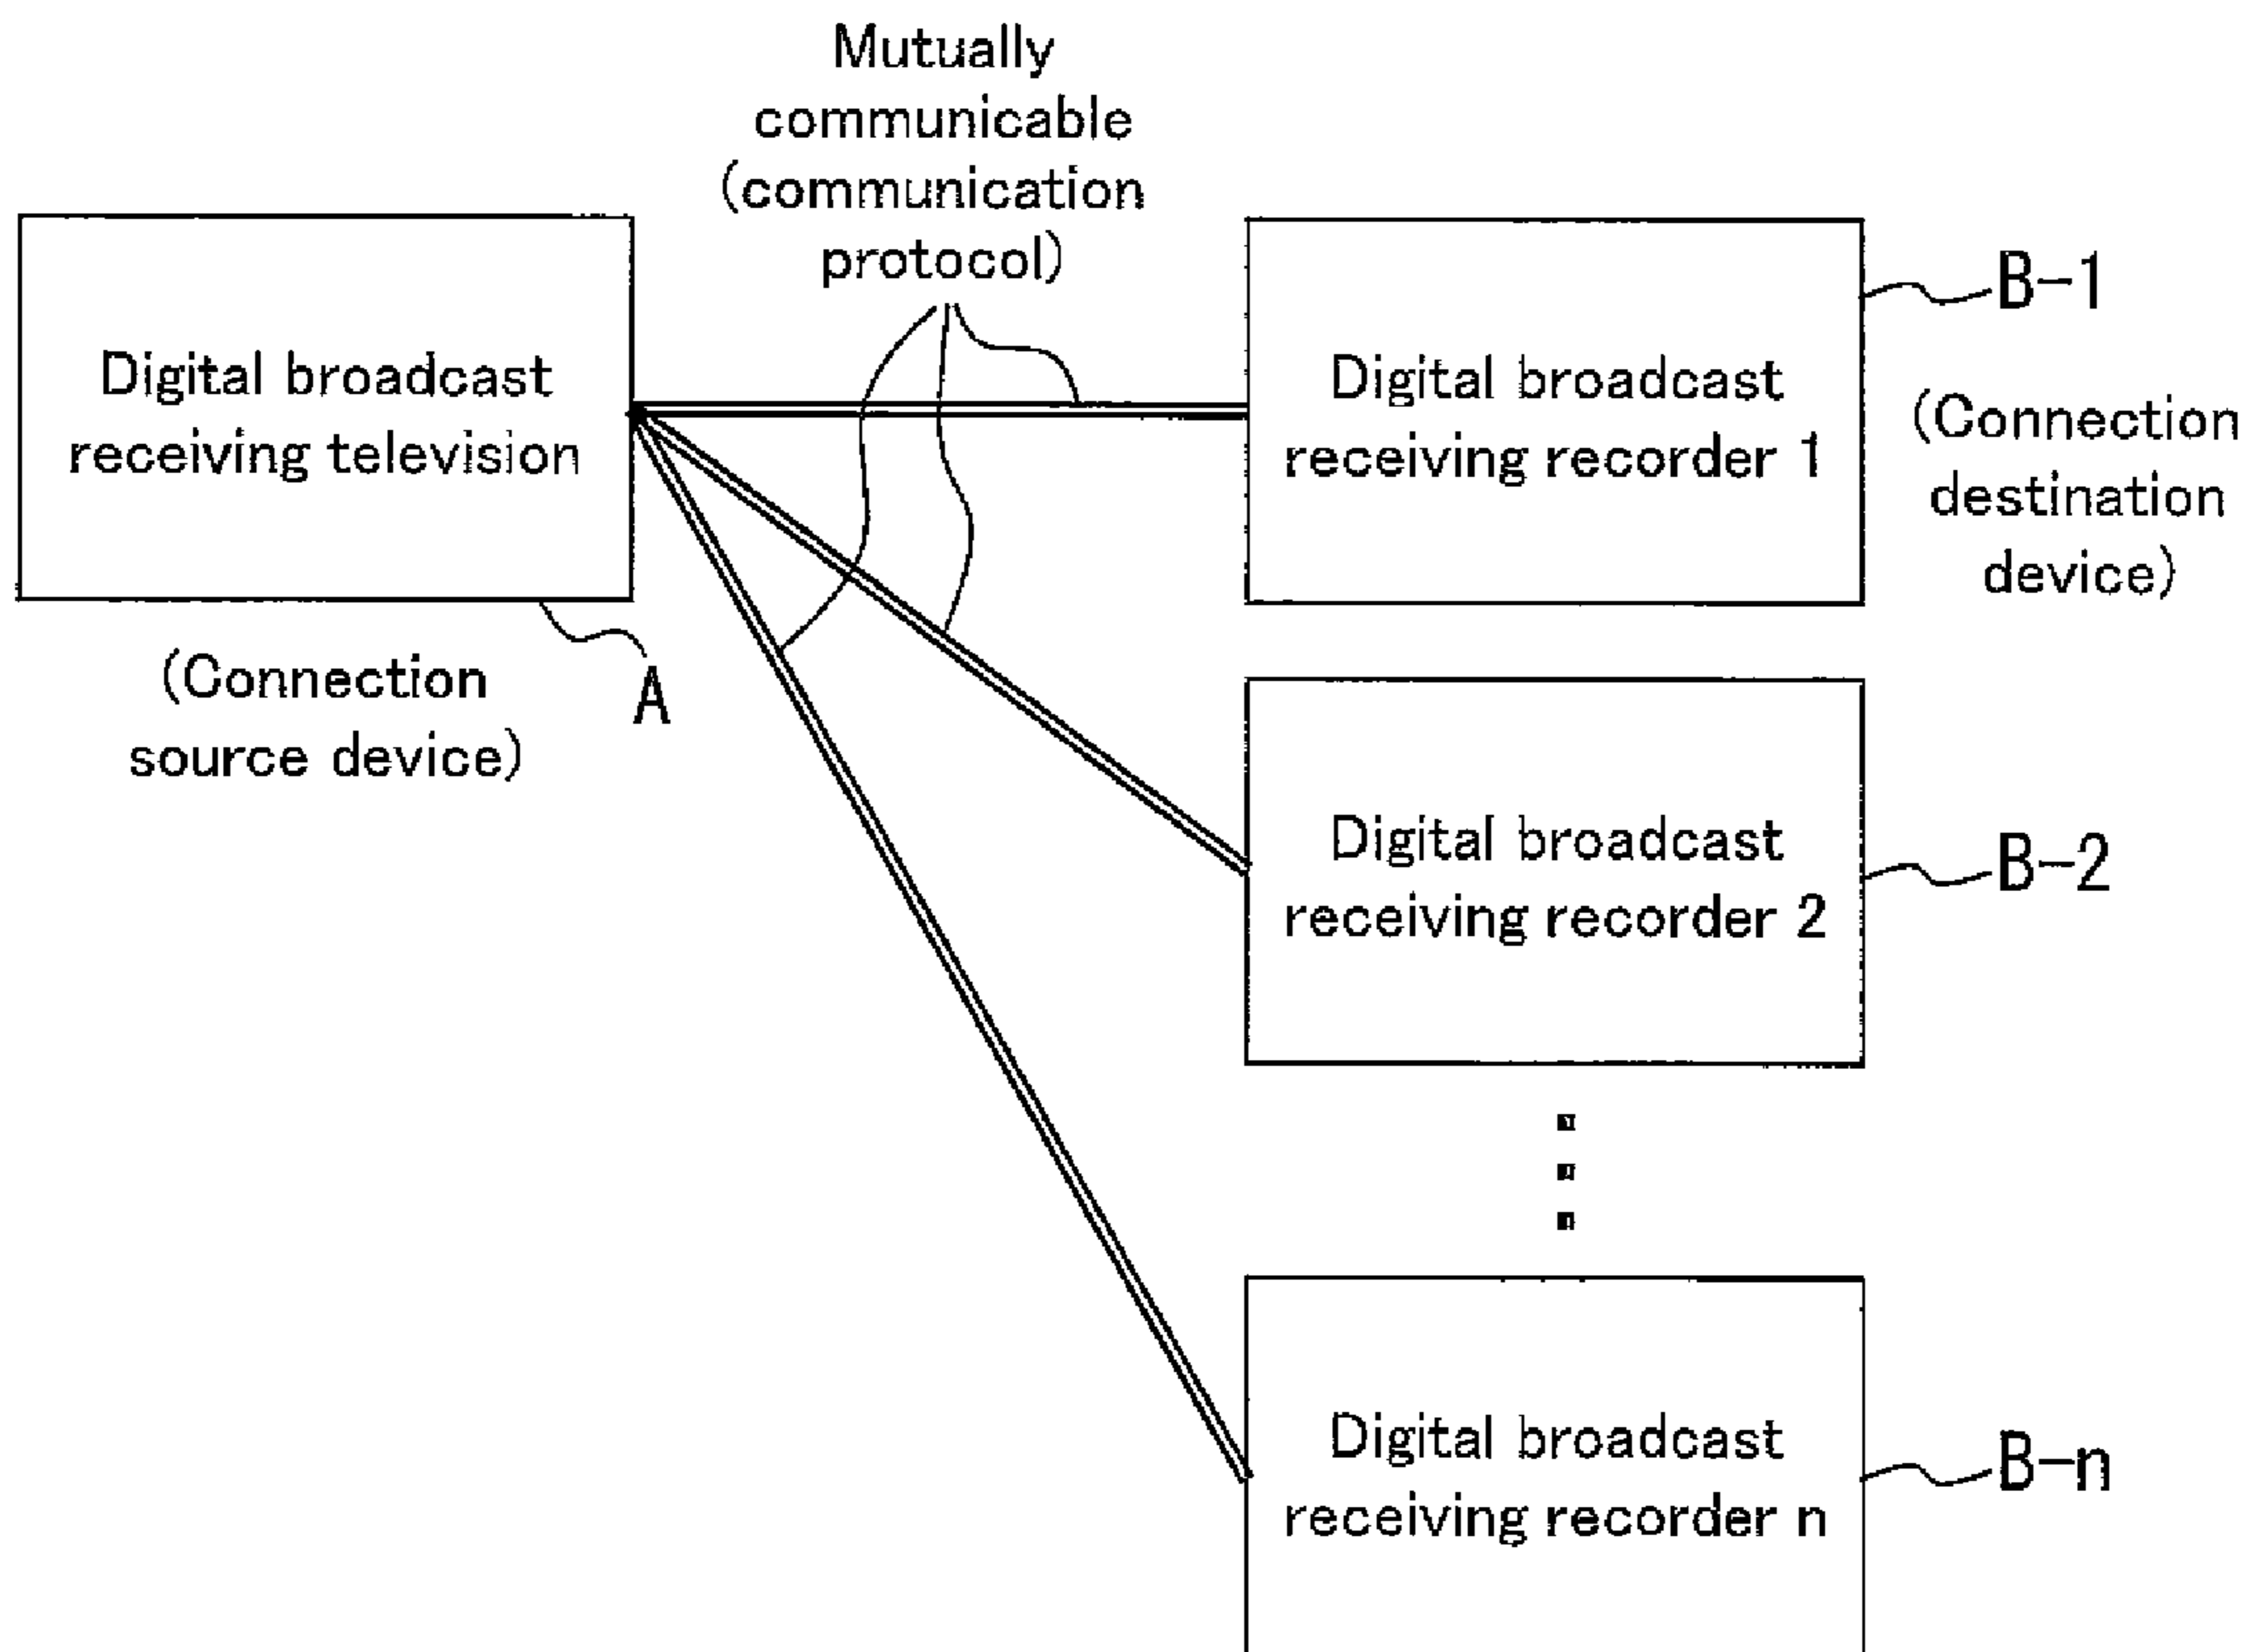 Mutually
communicable
(communication
protocol)
Digital broadcast
receiving television
(Connection
source device)
A
Digital broadcast
receiving recorder 1
B-1
(Connection
destination
device)
Digital broadcast
receiving recorder 2
B-2
Digital broadcast
receiving recorder n
B-n